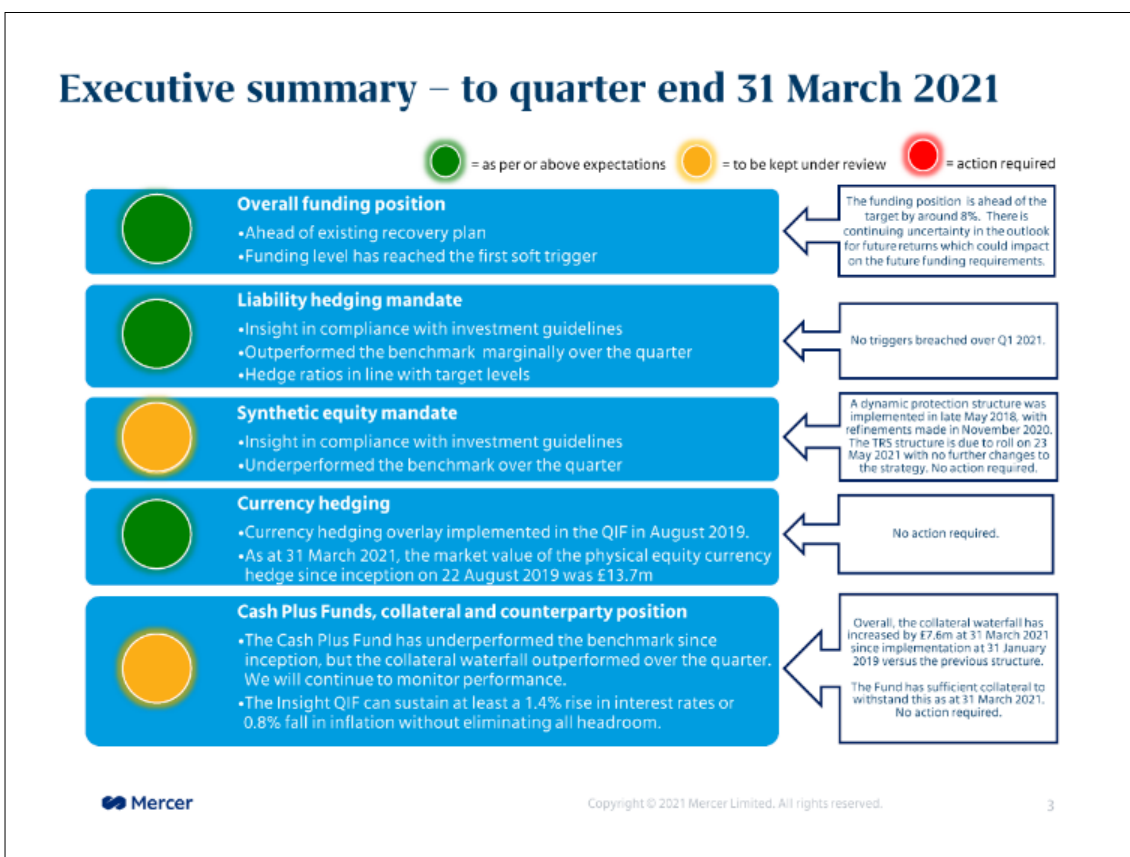 Executive summary – to quarter end 31 March 2021
= as per or above expectations
= to be kept under review
= action required
Overall funding position
•Ahead of existing recovery plan
•Funding level has reached the first soft trigger
The funding position is ahead of the
target by around 8%. There is
continuing uncertainty in the outlook
for future returns which could impact
on the future funding requirements.
Liability hedging mandate
•Insight in compliance with investment guidelines
•Outperformed the benchmark marginally over the quarter
•Hedge ratios in line with target levels
No triggers breached over Q1 2021.
Synthetic equity mandate
•Insight in compliance with investment guidelines
•Underperformed the benchmark over the quarter
A dynamic protection structure was
implemented in late May 2018, with
refinements made in November 2020.
The TRS structure is due to roll on 23
May 2021 with no further changes to
the strategy. No action required.
Currency hedging
•Currency hedging overlay implemented in the QIF in August 2019.
•As at 31 March 2021, the market value of the physical equity currency
hedge since inception on 22 August 2019 was £13.7m
No action required.
Cash Plus Funds, collateral and counterparty position
•The Cash Plus Fund has underperformed the benchmark since
inception, but the collateral waterfall outperformed over the quarter.
We will continue to monitor performance.
•The Insight QIF can sustain at least a 1.4% rise in interest rates or
0.8% fall in inflation without eliminating all headroom.
Overall, the collateral waterfall has
increased by £7.6m at 31 March 2021
since implementation at 31 January
2019 versus the previous structure.
The Fund has sufficient collateral to
withstand this as at 31 March 2021.
No action required.
Mercer
Copyright © 2021 Mercer Limited. All rights reserved.
3